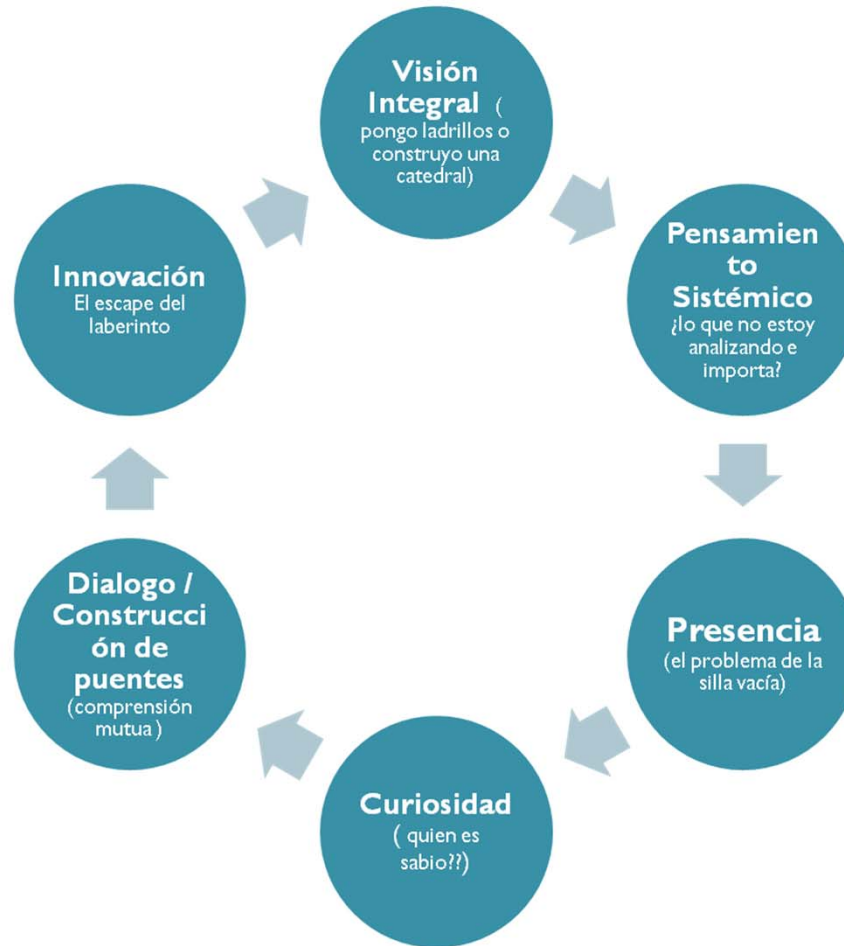 Visión
Integral (
pongo ladrillos o
construyo una
catedral)
Pensamien
to
Sistémico
¿lo que no estoy
analizando e
importa?
Presencia
(el problema de la
silla vacía)
Curiosidad
( quien es
sabio??)
Dialogo /
Construcci
ón de
puentes
(comprensión
mutua )
Innovación
El escape del
laberinto